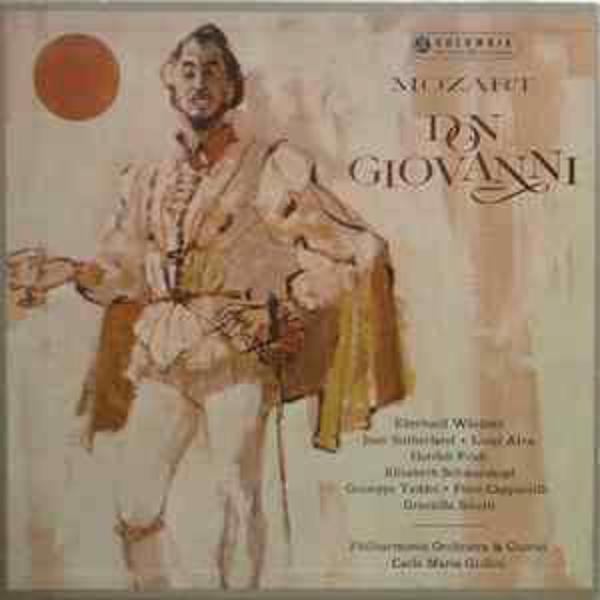 COLUMBIA
MOZART
DON
GIOVANNI
Eberhard Wächter
Joan Sutherland • Luigi Alva
Gottlob Frick
Elisabeth Schwarzkopf
Giuseppe Taddei • Piero Cappuccilli
Graziella Sciutti
Philharmonia Orchestra & Chorus
Carlo Maria Giulini